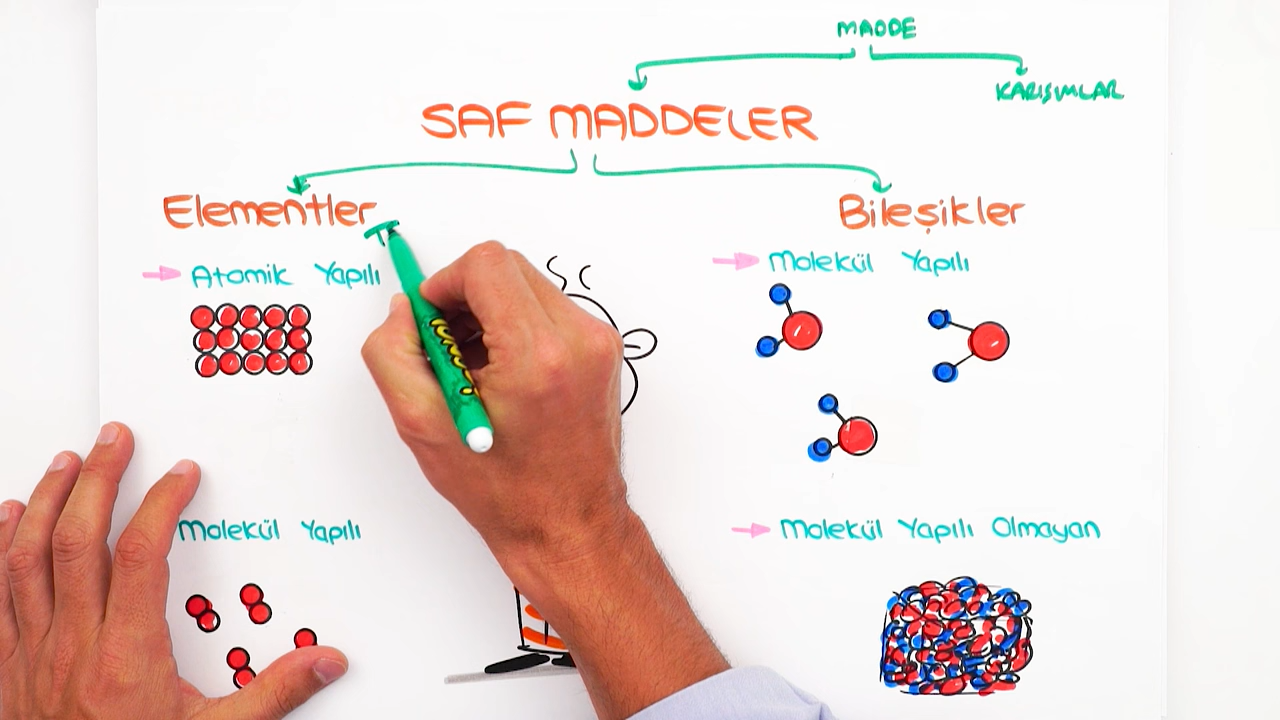 MADDE
KARIŞIMLAR
SAF MADDELER
Elementler
Bileşikler
Atomik Yapılı
Molekül Yapılı
Molekül Yapılı
Molekül Yapılı Olmayan